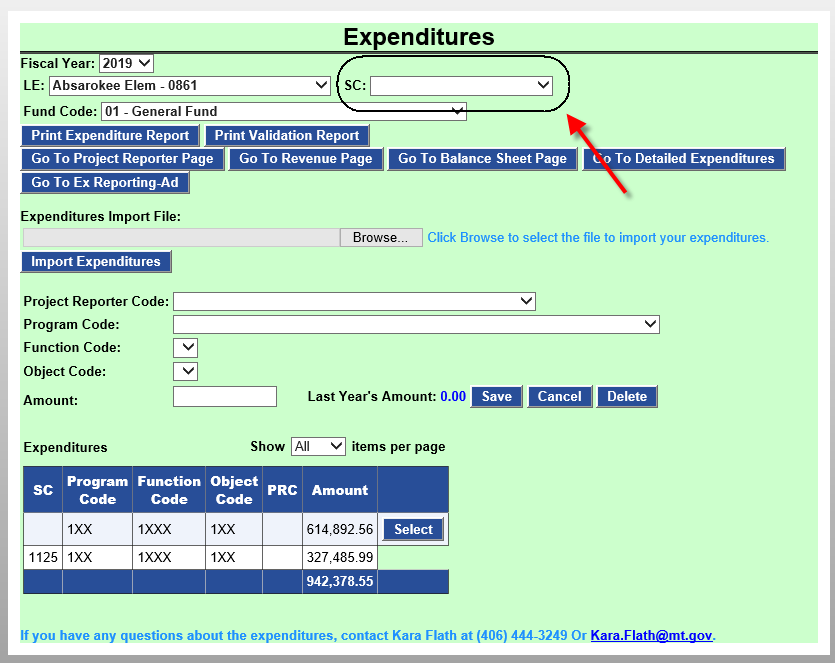 Expenditures
Fiscal Year: 2019
LE: Absarokee Elem - 0861 SC:
Fund Code: 01 - General Fund
Print Expenditure Report Print Validation Report
Go To Project Reporter Page Go To Revenue Page Go To Balance Sheet Page Go To Detailed Expenditures
Go To Ex Reporting-Ad
Expenditures Import File:
Browse... Click Browse to select the file to import your expenditures.
Import Expenditures
Project Reporter Code:
Program Code:
Function Code:
Object Code:
Amount: Last Year's Amount: 0.00 Save Cancel Delete
Expenditures Show All items per page
SC Program Code Function Code Object Code PRC Amount
1XX 1XXX 1XX 614,892.56 Select
1125 1XX 1XXX 1XX 327,485.99
942,378.55
If you have any questions about the expenditures, contact Kara Flath at (406) 444-3249 Or Kara.Flath@mt.gov.